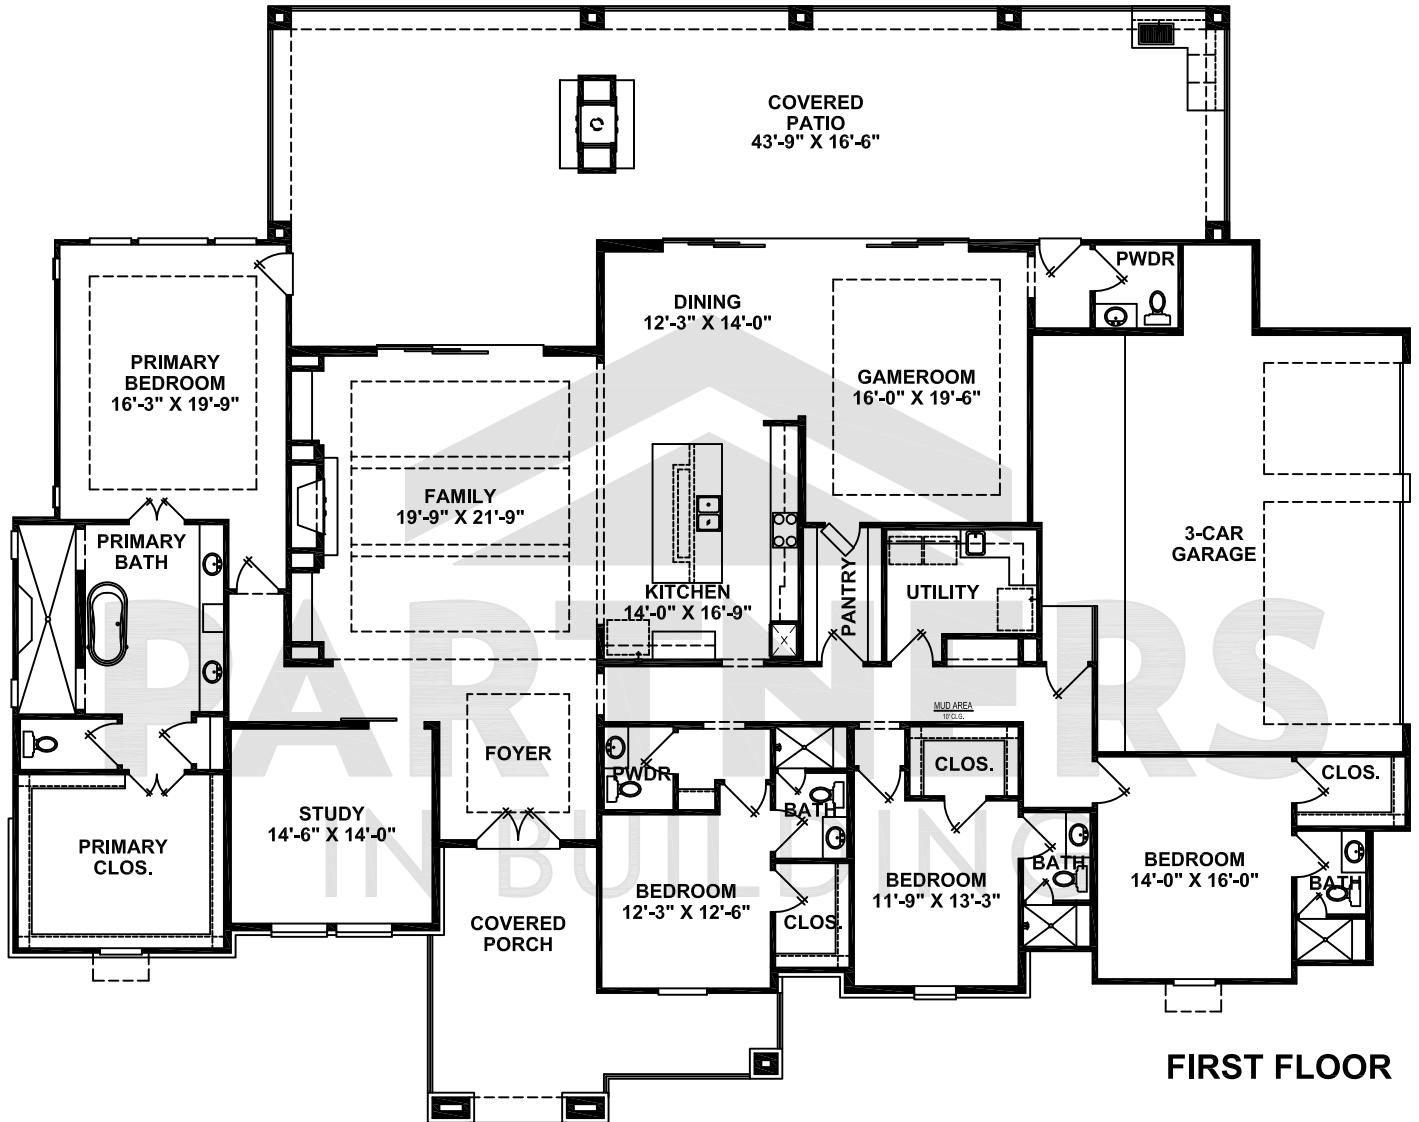 COVERED
PATIO
43'-9" X 16'-6"
PWDR
DINING
12'-3" X 14'-0"
PRIMARY
BEDROOM
16'-3" X 19'-9"
GAMEROOM
16'-0" X 19'-6"
FAMILY
19'-9" X 21'-9"
3-CAR
GARAGE
PRIMARY
BATH
KITCHEN
14'-0" X 16'-9"
PANTRY
UTILITY
PARTNERS
IN BUILDING
MUD AREA
10' CLG.
FOYER
PWDR
CLOS.
CLOS.
STUDY
14'-6" X 14'-0"
BATH
PRIMARY
CLOS.
BEDROOM
12'-3" X 12'-6"
BEDROOM
11'-9" X 13'-3"
BATH
BEDROOM
14'-0" X 16'-0"
BATH
COVERED
PORCH
CLOS.
FIRST FLOOR